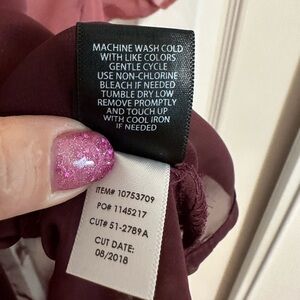 MACHINE WASH COLD
WITH LIKE COLORS
GENTLE CYCLE
USE NON-CHLORINE
BLEACH IF NEEDED
TUMBLE DRY LOW
REMOVE PROMPTLY
AND TOUCH UP
WITH COOL IRON
IF NEEDED
ITEM# 10753709
PO# 1145217
CUT# 51-2789A
CUT DATE:
08/2018